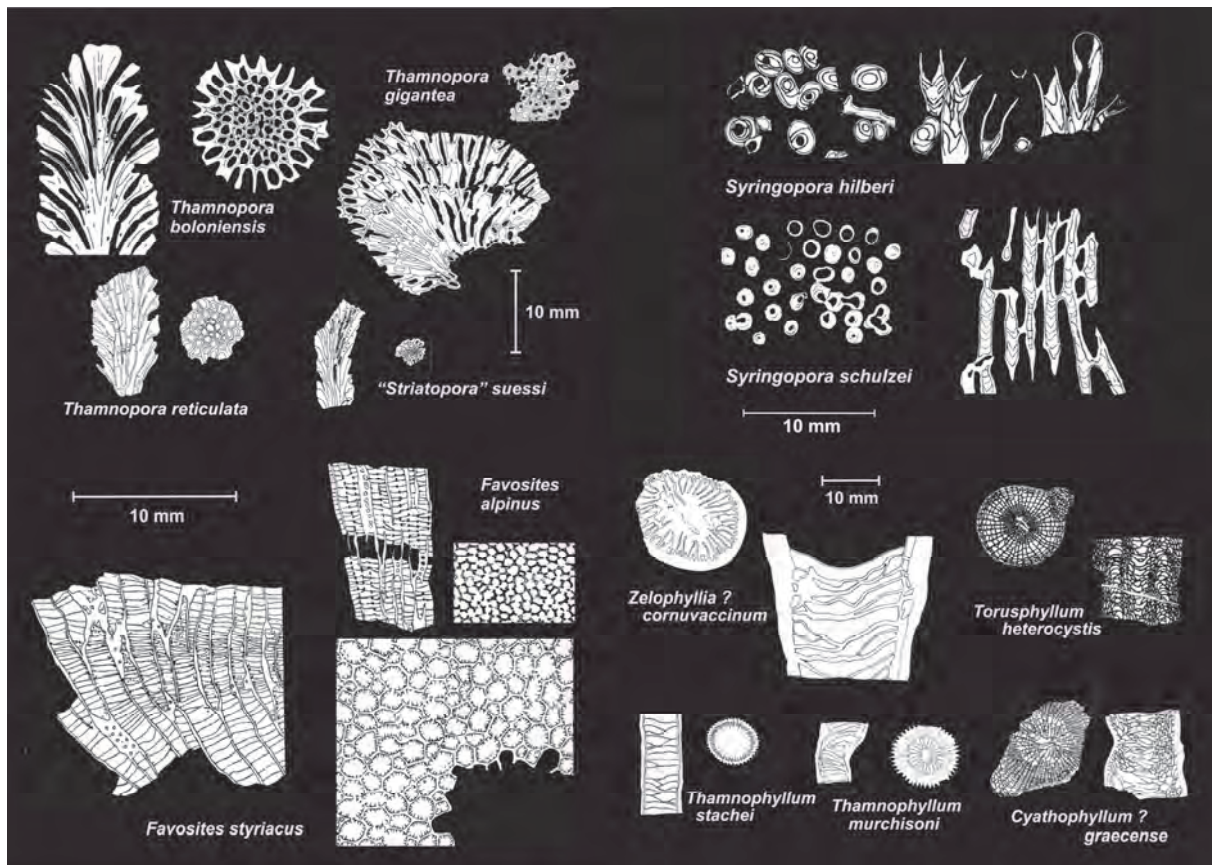 Thamnopora
gigantea
Thamnopora
boloniensis
10 mm
Thamnopora reticulata
“Striatopora” suessi
Syringopora hilberi
Syringopora schulzei
10 mm
10 mm
Favosites
alpinus
Favosites styriacus
10 mm
Zelophyllia ?
cornuvaccinum
Torusphyllum
heterocystis
Thamnophyllum
stachei
Thamnophyllum
murchisoni
Cyathophyllum ?
graecense